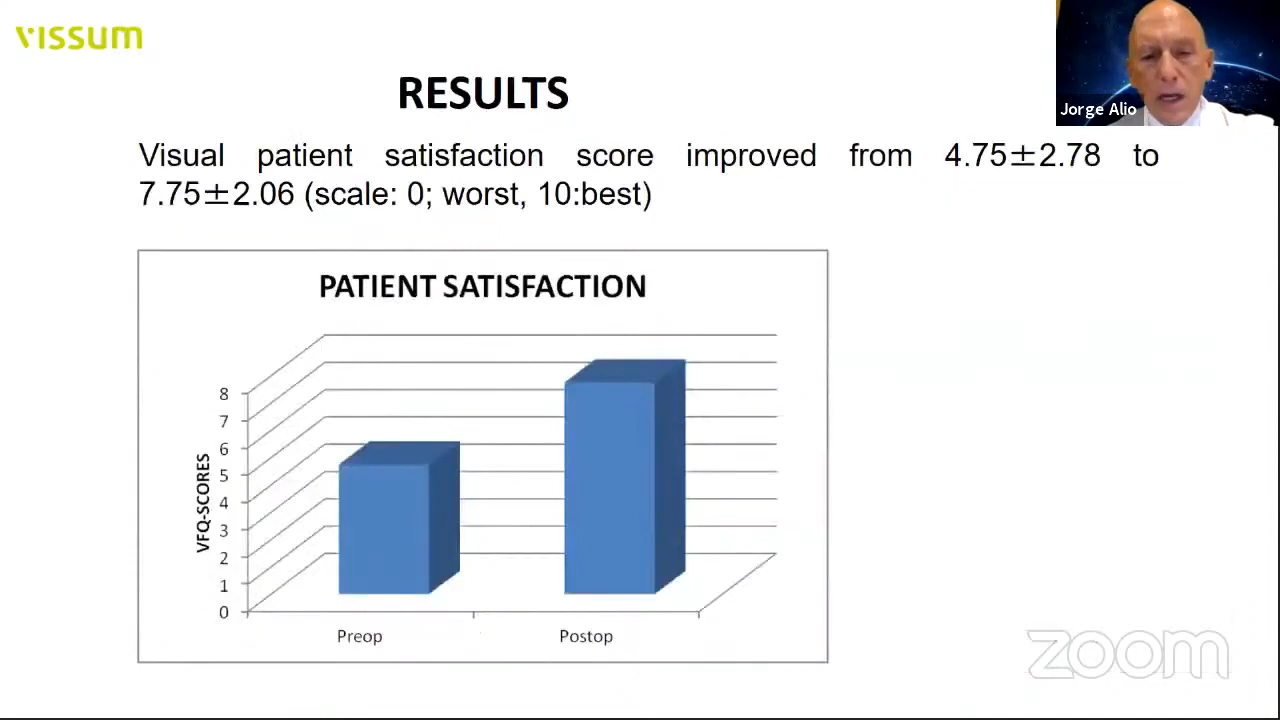 vissum
Jorge Alio
RESULTS
Visual patient satisfaction score improved from 4.75±2.78 to
7.75±2.06 (scale: 0; worst, 10:best)
PATIENT SATISFACTION
VFQ-SCORES
8
7
6
5
4
3
2
1
0
Preop
Postop
zoom